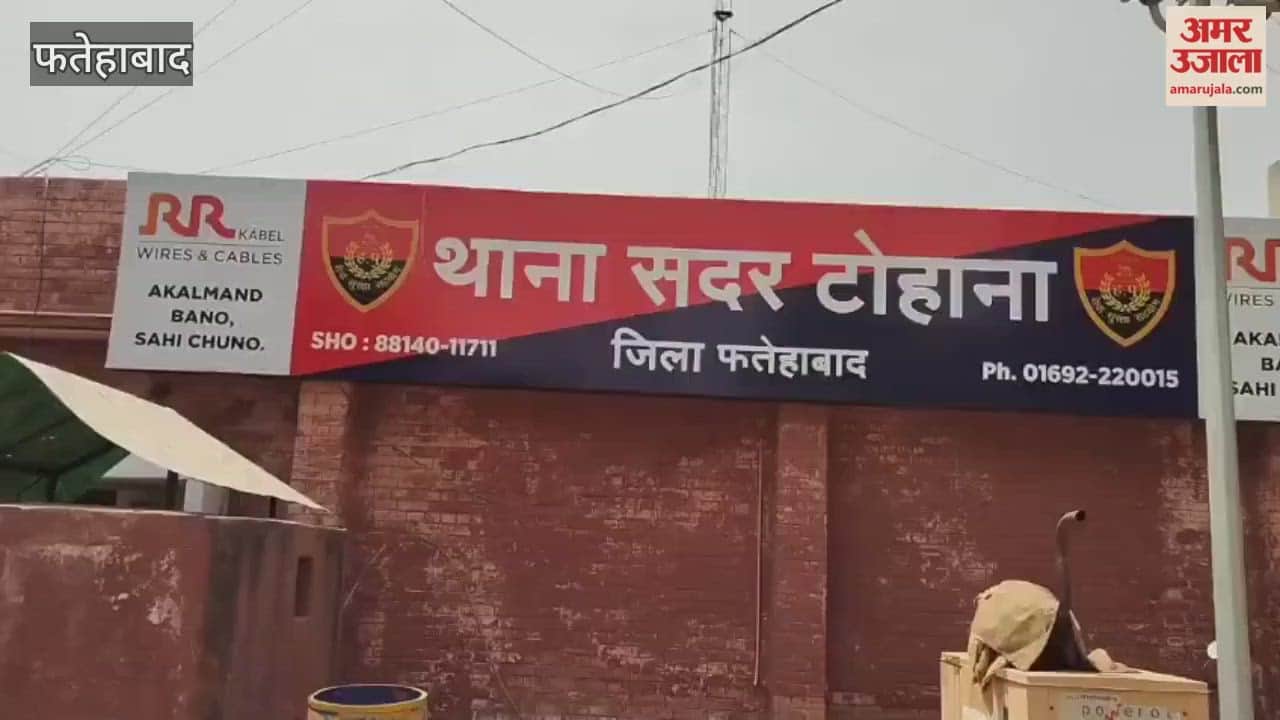 फतेहाबाद
अमर
उजाला
amarujala.com
RR KABEL
WIRES & CABLES
AKALMAND
BANO,
SAHI CHUNO.
थाना सदर टोहाना
SHO : 88140-11711
जिला फतेहाबाद
Ph. 01692-220015